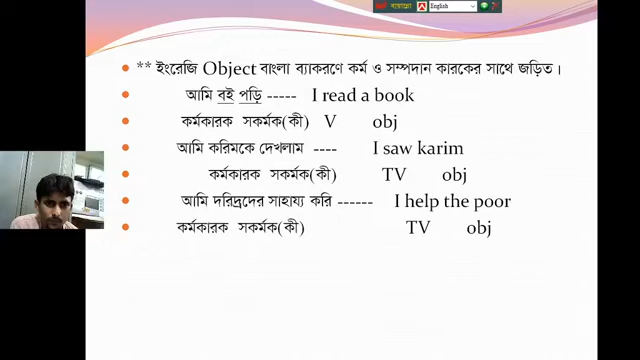 বায়ান্নো English
** ইংরেজি Object বাংলা ব্যাকরণে কর্ম ও সম্পদান কারকের সাথে জড়িত।
আমি বই পড়ি ----- I read a book
কর্মকারক সকর্মক(কী) V obj
আমি করিমকে দেখলাম ---- I saw karim
কর্মকারক সকর্মক(কী) TV obj
আমি দরিদ্রদের সাহায্য করি ------ I help the poor
কর্মকারক সকর্মক(কী) TV obj